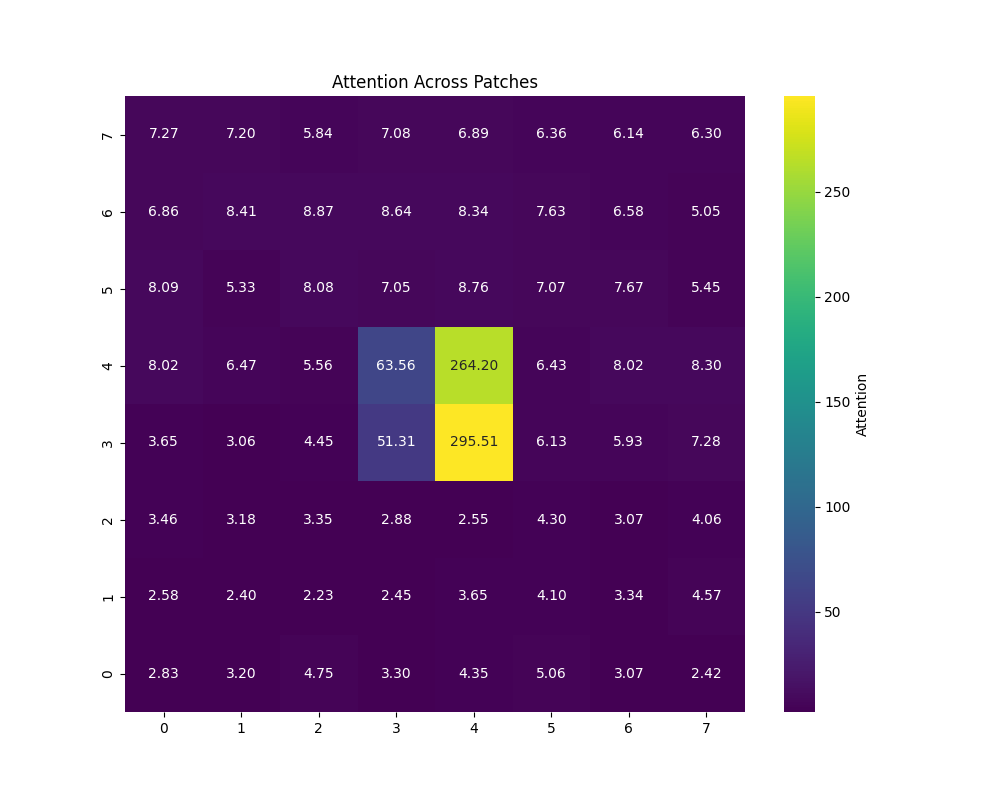 Attention Across Patches
7 7.27 7.20 5.84 7.08 6.89 6.36 6.14 6.30
6 6.86 8.41 8.87 8.64 8.34 7.63 6.58 5.05
5 8.09 5.33 8.08 7.05 8.76 7.07 7.67 5.45
4 8.02 6.47 5.56 63.56 264.20 6.43 8.02 8.30
3 3.65 3.06 4.45 51.31 295.51 6.13 5.93 7.28
2 3.46 3.18 3.35 2.88 2.55 4.30 3.07 4.06
1 2.58 2.40 2.23 2.45 3.65 4.10 3.34 4.57
0 2.83 3.20 4.75 3.30 4.35 5.06 3.07 2.42
0 1 2 3 4 5 6 7
250
200
150
100
50
Attention